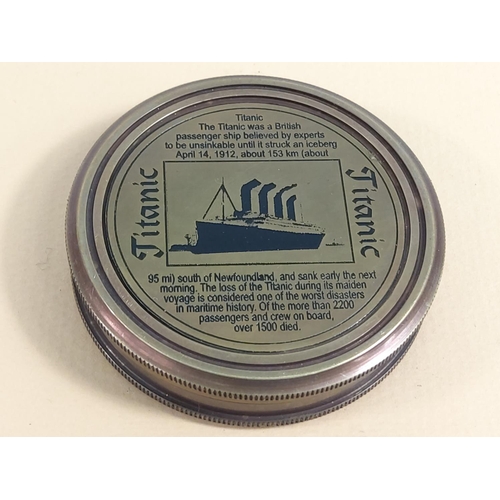 Titanic
The Titanic was a British
passenger ship believed by experts
to be unsinkable until it struck an iceberg
April 14, 1912, about 153 km (about
Titanic
Titanic
95 mi) south of Newfoundland, and sank early the next
morning. The loss of the Titanic during its maiden
voyage is considered one of the worst disasters
in maritime history. Of the more than 2200
passengers and crew on board,
over 1500 died.